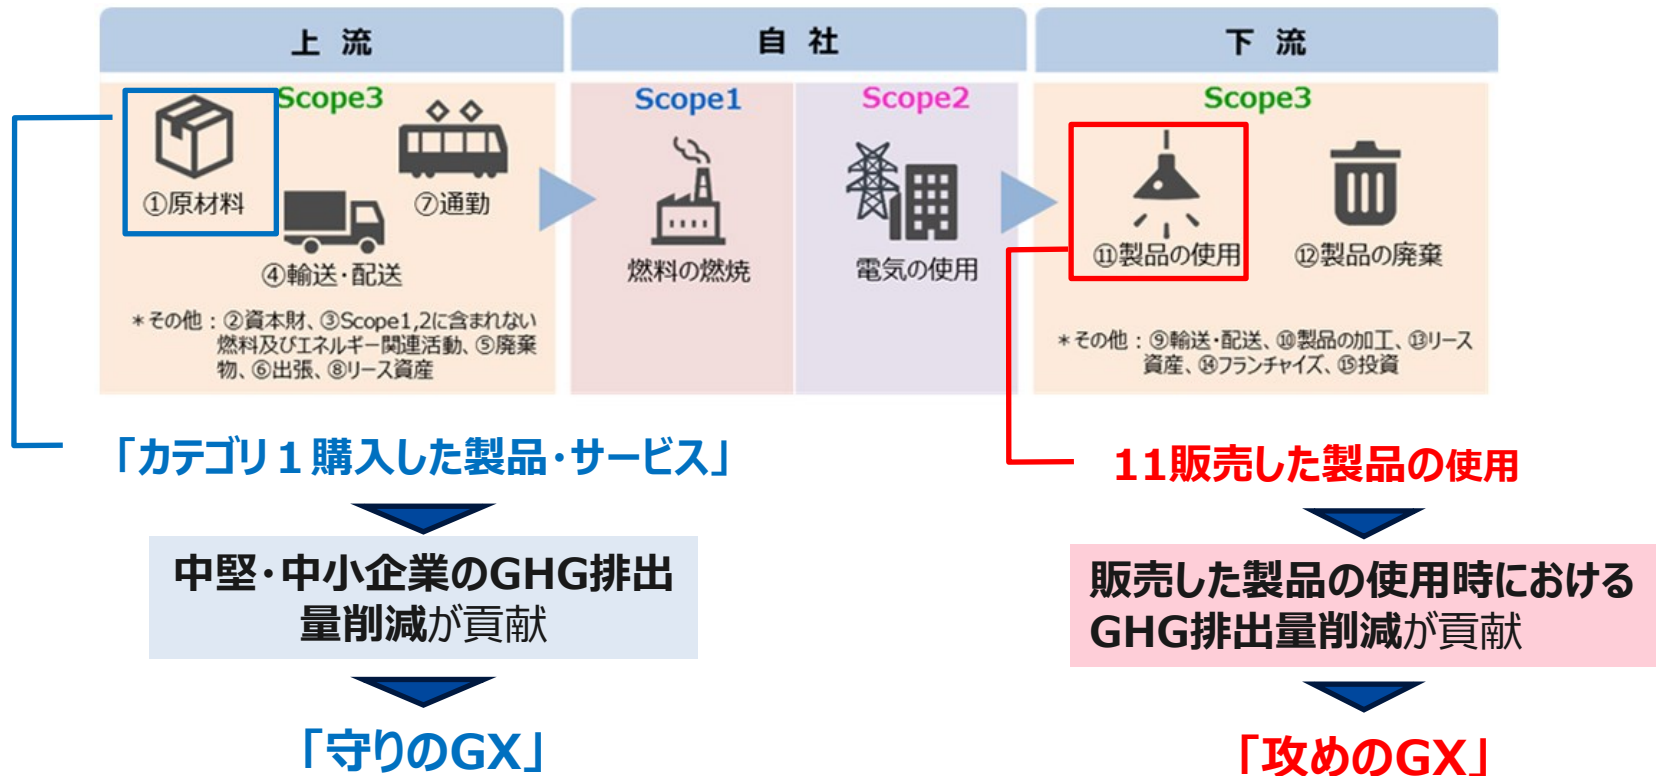 上 流
自 社
下 流
Scope3
①原材料
⑦通勤
④輸送・配送
＊その他：②資本財、③Scope1,2に含まれない
燃料及びエネルギー関連活動、⑤廃棄
物、⑥出張、⑧リース資産
Scope1
燃料の燃焼
Scope2
電気の使用
Scope3
⑪製品の使用
⑫製品の廃棄
＊その他：⑨輸送・配送、⑩製品の加工、⑬リース
資産、⑭フランチャイズ、⑮投資
「カテゴリ１購入した製品・サービス」
中堅・中小企業のGHG排出
量削減が貢献
「守りのGX」
11販売した製品の使用
販売した製品の使用時における
GHG排出量削減が貢献
「攻めのGX」